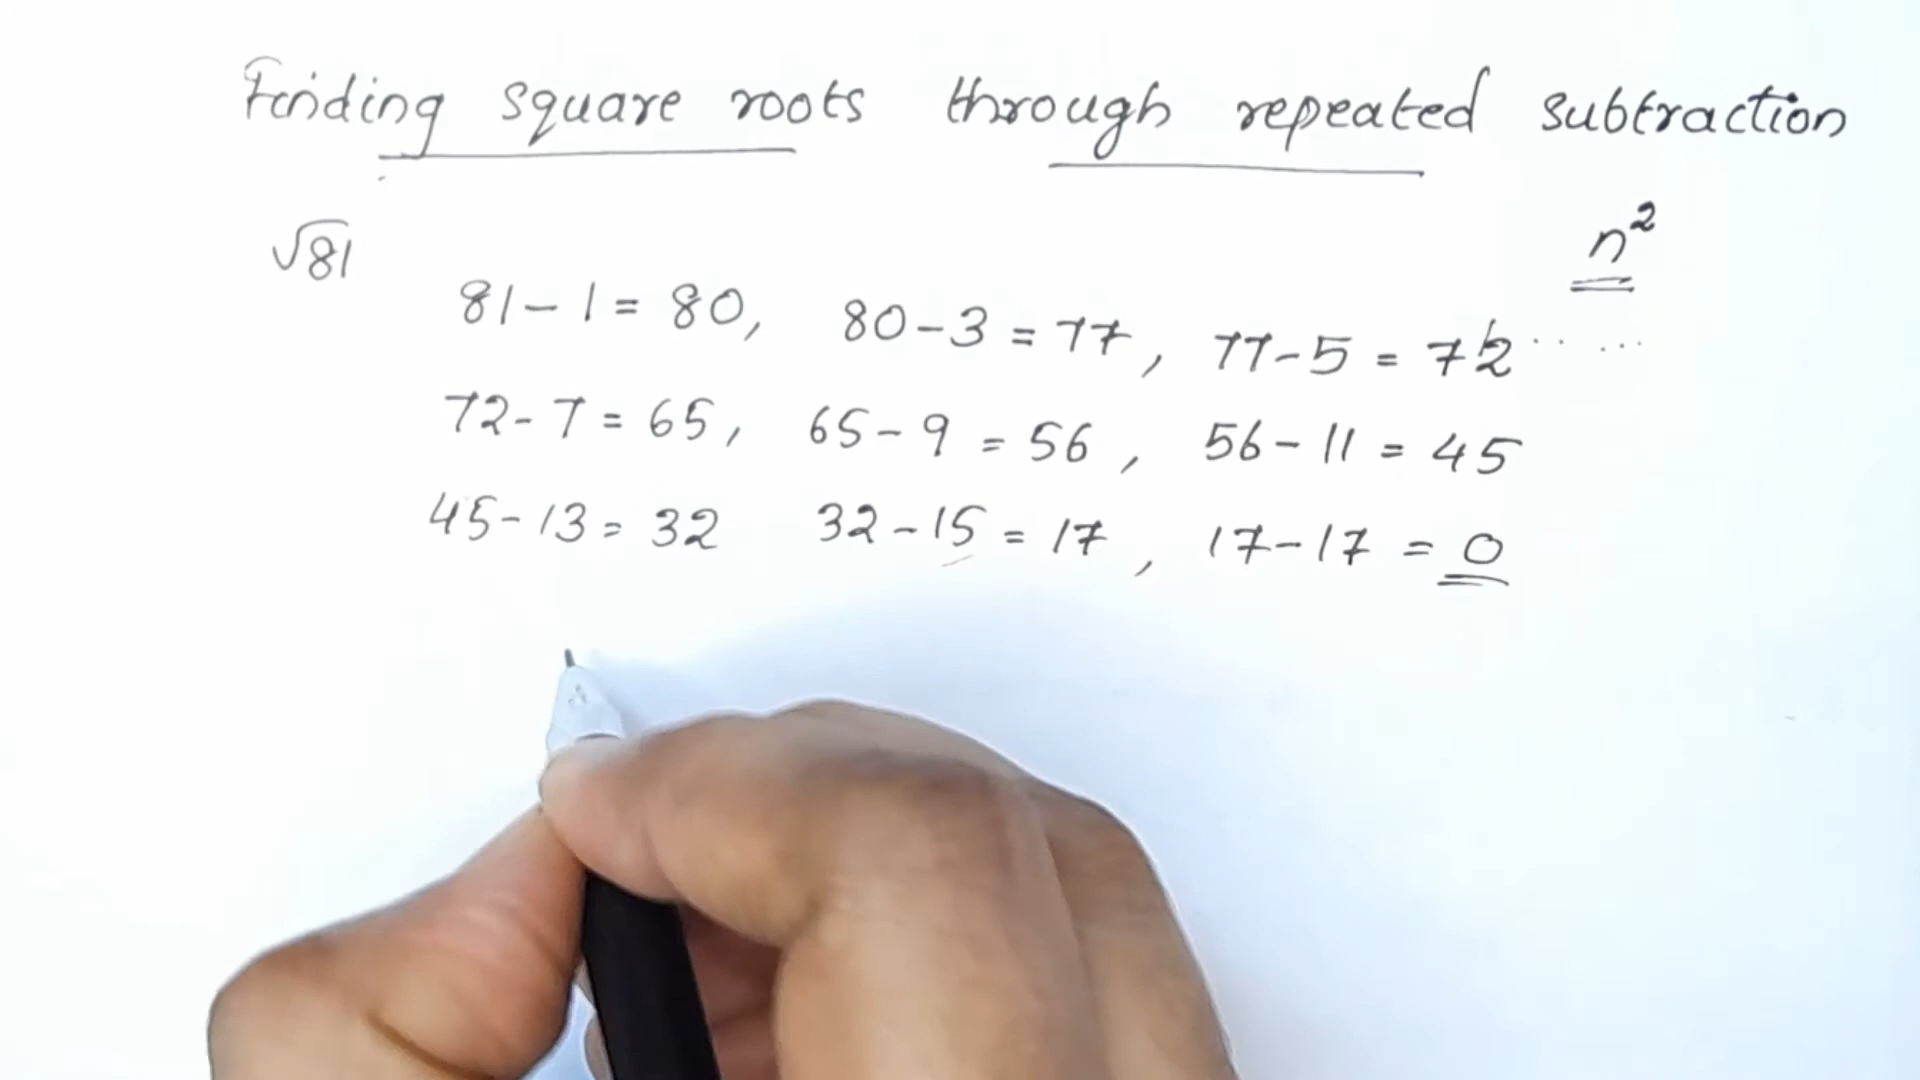 Finding square roots through repeated subtraction
√81
n²
81 - 1 = 80, 80 - 3 = 77, 77 - 5 = 72 .. ...
72 - 7 = 65, 65 - 9 = 56, 56 - 11 = 45
45 - 13 = 32 32 - 15 = 17, 17 - 17 = 0